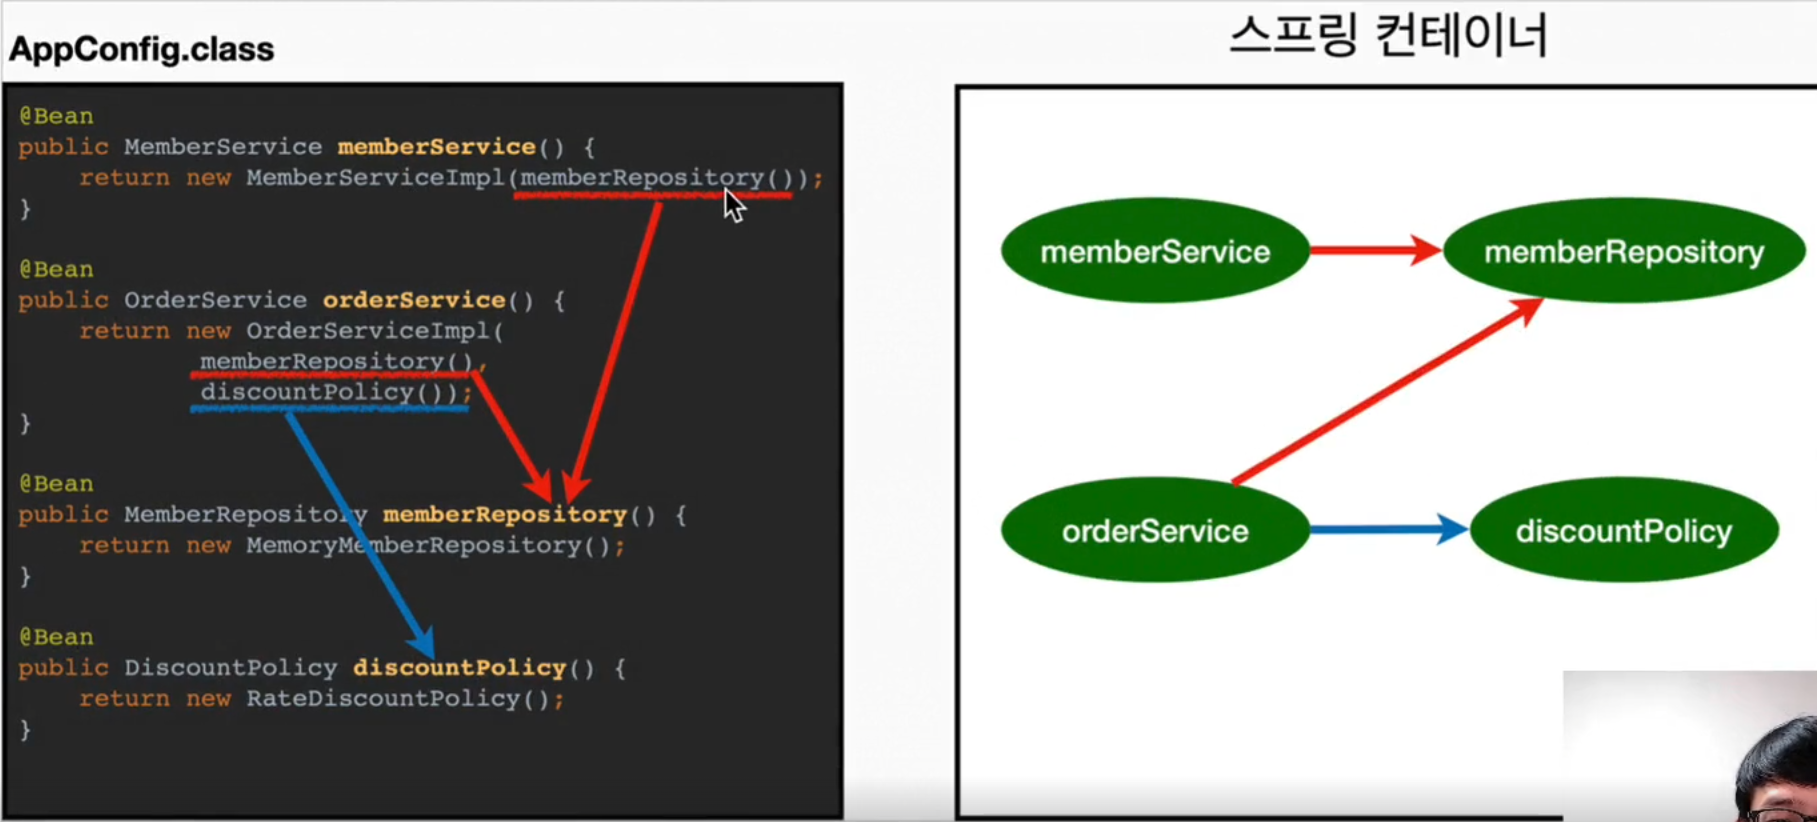 AppConfig.class
@Bean
public MemberService memberService() {
    return new MemberServiceImpl(memberRepository());
}
@Bean
public OrderService orderService() {
    return new OrderServiceImpl(
            memberRepository(),
            discountPolicy());
}
@Bean
public MemberRepository memberRepository() {
    return new MemoryMemberRepository();
}
@Bean
public DiscountPolicy discountPolicy() {
    return new RateDiscountPolicy();
}
스프링 컨테이너
memberService
memberRepository
orderService
discountPolicy